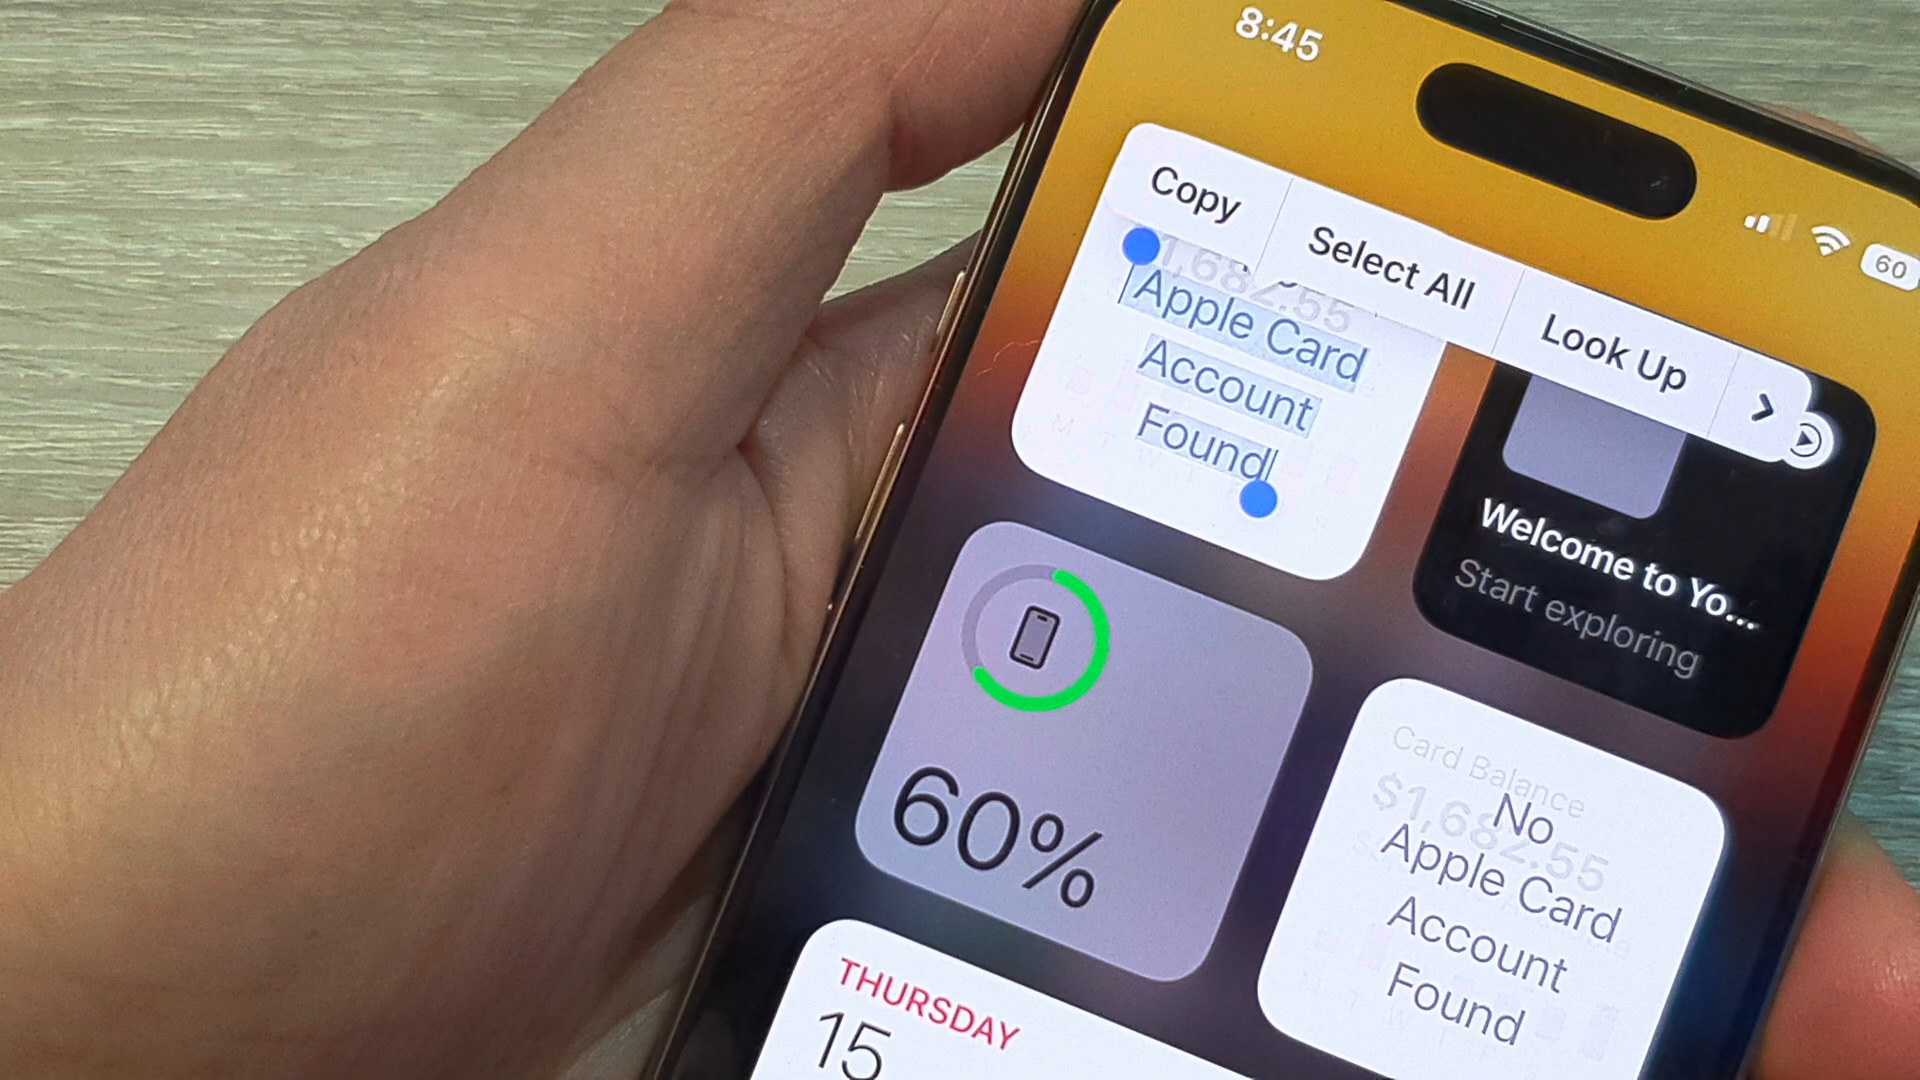 8:45
60
Copy
Select All
Look Up
1,682.55
Apple Card
Account
Found
Welcome to Yo...
Start exploring
60%
Card Balance
$1,682.55
No
Apple Card
Account
Found
M T W
THURSDAY
15